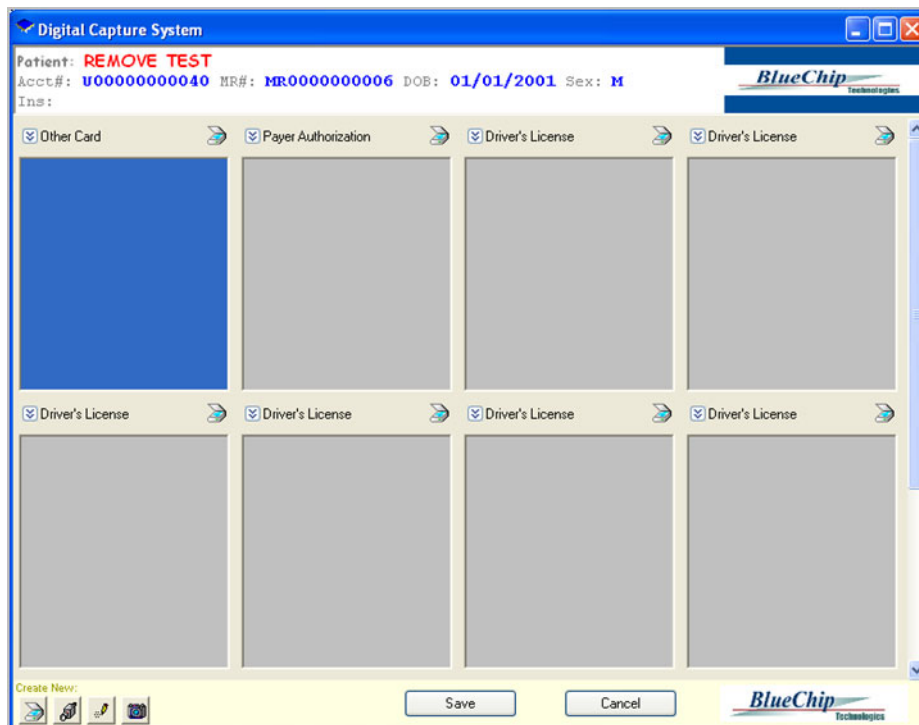 Digital Capture System
Patient: REMOVE TEST
Acct#: U00000000040 MR#: MR0000000006 DOB: 01/01/2001 Sex: M
Ins:
BlueChip
Technologies
Other Card
Payer Authorization
Driver's License
Driver's License
Driver's License
Driver's License
Driver's License
Driver's License
Create New:
Save
Cancel
BlueChip
Technologies